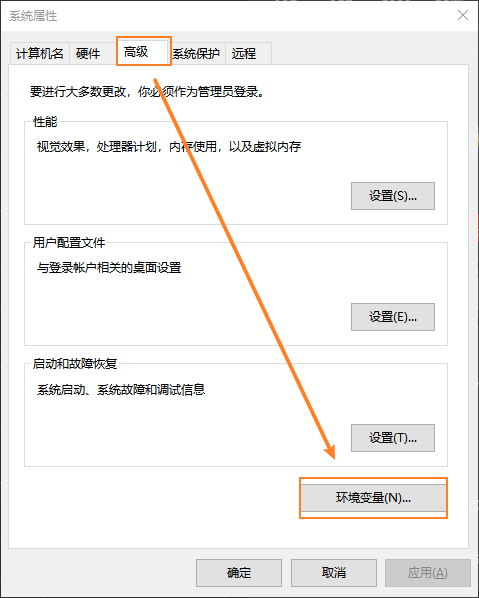 系统属性
计算机名 硬件 高级 系统保护 远程
要进行大多数更改，你必须作为管理员登录。
性能
视觉效果，处理器计划，内存使用，以及虚拟内存
设置(S)...
用户配置文件
与登录帐户相关的桌面设置
设置(E)...
启动和故障恢复
系统启动、系统故障和调试信息
设置(T)...
环境变量(N)...
确定 取消 应用(A)